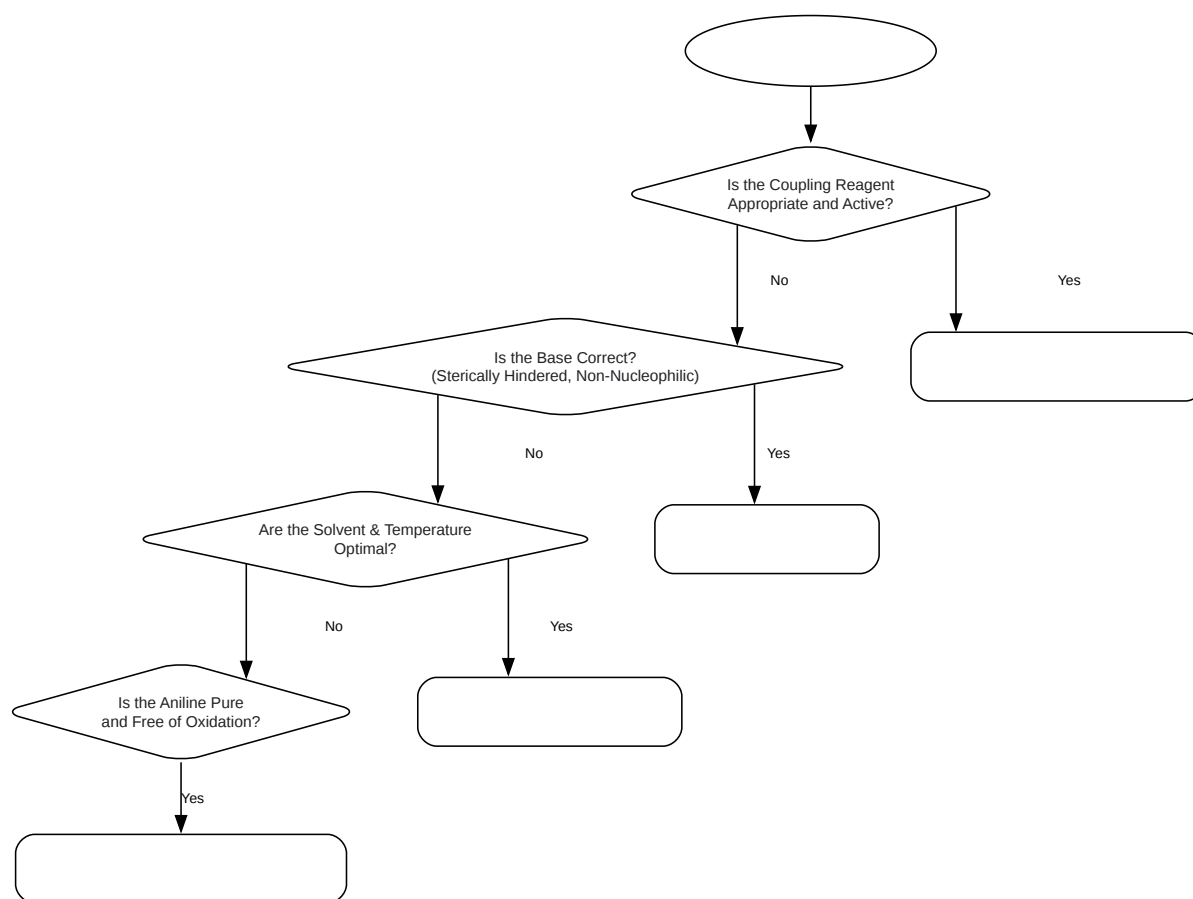 Is the Coupling Reagent
Appropriate and Active?
No
Yes
Is the Base Correct?
(Sterically Hindered, Non-Nucleophilic)
No
Yes
Are the Solvent & Temperature
Optimal?
No
Yes
Is the Aniline Pure
and Free of Oxidation?
Yes